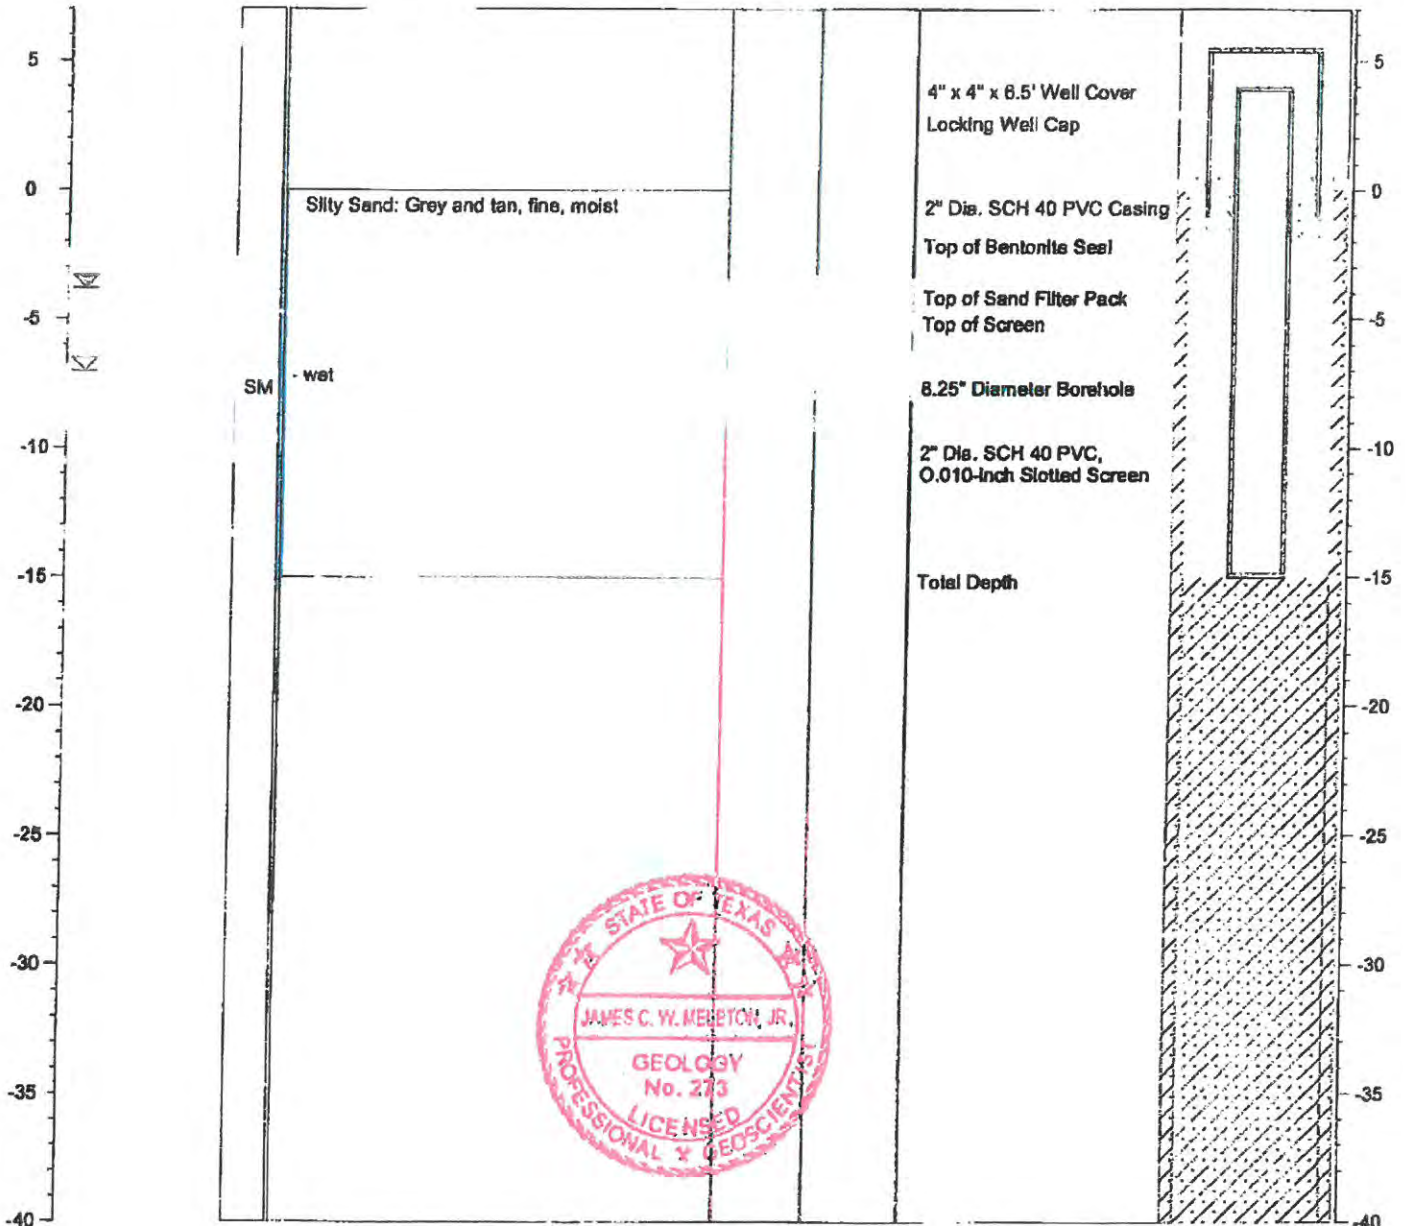 5
0
-5
-10
-15
-20
-25
-30
-35
-40
SM
Silty Sand: Grey and tan, fine, moist
- wet
4" x 4" x 6.5' Well Cover
Locking Well Cap
2" Dia. SCH 40 PVC Casing
Top of Bentonite Seal
Top of Sand Filter Pack
Top of Screen
8.25" Diameter Borehole
2" Dia. SCH 40 PVC,
0.010-inch Slotted Screen
Total Depth
5
0
-5
-10
-15
-20
-25
-30
-35
-40
STATE OF TEXAS
JAMES C. W. MELETON, JR.
GEOLOGY
No. 273
LICENSED
PROFESSIONAL GEOSCIENTIST